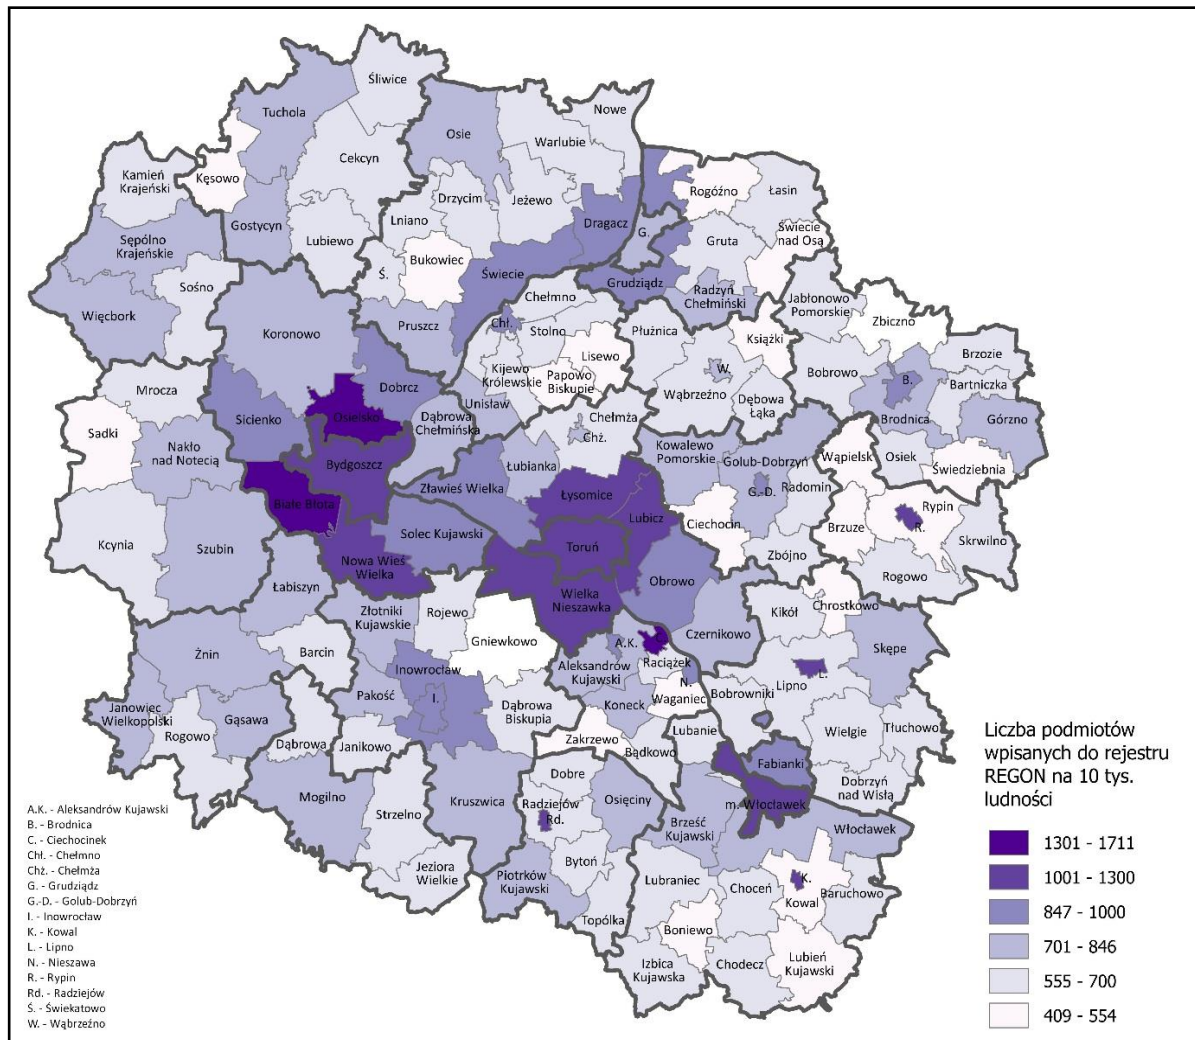 Śliwice
Tuchola
Nowe
Osie
Warlubie
Cekcyn
Kamień
Krajeński
Kęsowo
Rogóźno
Łasin
Drzycim
Jeżewo
Lniano
Dragacz
Gostycyn
G.
Świecie
nad Osą
Sępólno
Krajeńskie
Lubiewo
Gruta
Bukowiec
Ś.
Świecie
Grudziądz
Sośno
Radzyń
Chełmiński
Chełmno
Jabłonowo
Pomorskie
Więcbork
Zbiczno
Chł.
Pruszcz
Koronowo
Stolno
Płużnica
Książki
Lisewo
Brzozie
Kijewo
Królewskie
Papowo
Biskupie
W.
Bobrowo
B.
Bartniczka
Mrocza
Dobrcz
Wąbrzeźno
Dębowa
Łąka
Unisław
Osielsko
Chełmża
Brodnica
Górzno
Sicienko
Dąbrowa
Chełmińska
Chż.
Sadki
Nakło
nad Notecią
Kowalewo
Pomorskie
Golub-Dobrzyń
Wąpielsk
Osiek
Bydgoszcz
Łubianka
Świedziebnia
Zławieś Wielka
G.-D.
Radomin
Łysomice
Białe Błota
Rypin
Lubicz
Ciechocin
Brzuze
R.
Solec Kujawski
Kcynia
Szubin
Toruń
Skrwilno
Zbójno
Nowa Wieś
Wielka
Rogowo
Obrowo
Łabiszyn
Wielka
Nieszawka
Złotniki
Kujawskie
Rojewo
Kikół
Chrostkowo
Czernikowo
Gniewkowo
A.K.
C.
Skępe
Żnin
Barcin
Raciążek
Inowrocław
Aleksandrów
Kujawski
L.
N.
Lipno
Pakość
I.
Bobrowniki
Waganiec
Janowiec
Wielkopolski
Gąsawa
Dąbrowa
Biskupia
Koneck
Tłuchowo
Rogowo
Lubanie
Wielgie
Dąbrowa
Janikowo
Zakrzewo
Bądkowo
Fabianki
Dobre
Dobrzyń
nad Wisłą
Mogilno
Kruszwica
Radziejów
Rd.
Osięciny
m. Włocławek
Strzelno
Brześć
Kujawski
Włocławek
Bytoń
Jeziora
Wielkie
Piotrków
Kujawski
Lubraniec
Choceń
K.
Kowal
Baruchowo
Topólka
Boniewo
Izbica
Kujawska
Chodecz
Lubień
Kujawski
A.K. - Aleksandrów Kujawski
B. - Brodnica
C. - Ciechocinek
Chł. - Chełmno
Chż. - Chełmża
G. - Grudziądz
G.-D. - Golub-Dobrzyń
I. - Inowrocław
K. - Kowal
L. - Lipno
N. - Nieszawa
R. - Rypin
Rd. - Radziejów
Ś. - Świekatowo
W. - Wąbrzeźno
Liczba podmiotów
wpisanych do rejestru
REGON na 10 tys.
ludności
1301 - 1711
1001 - 1300
847 - 1000
701 - 846
555 - 700
409 - 554